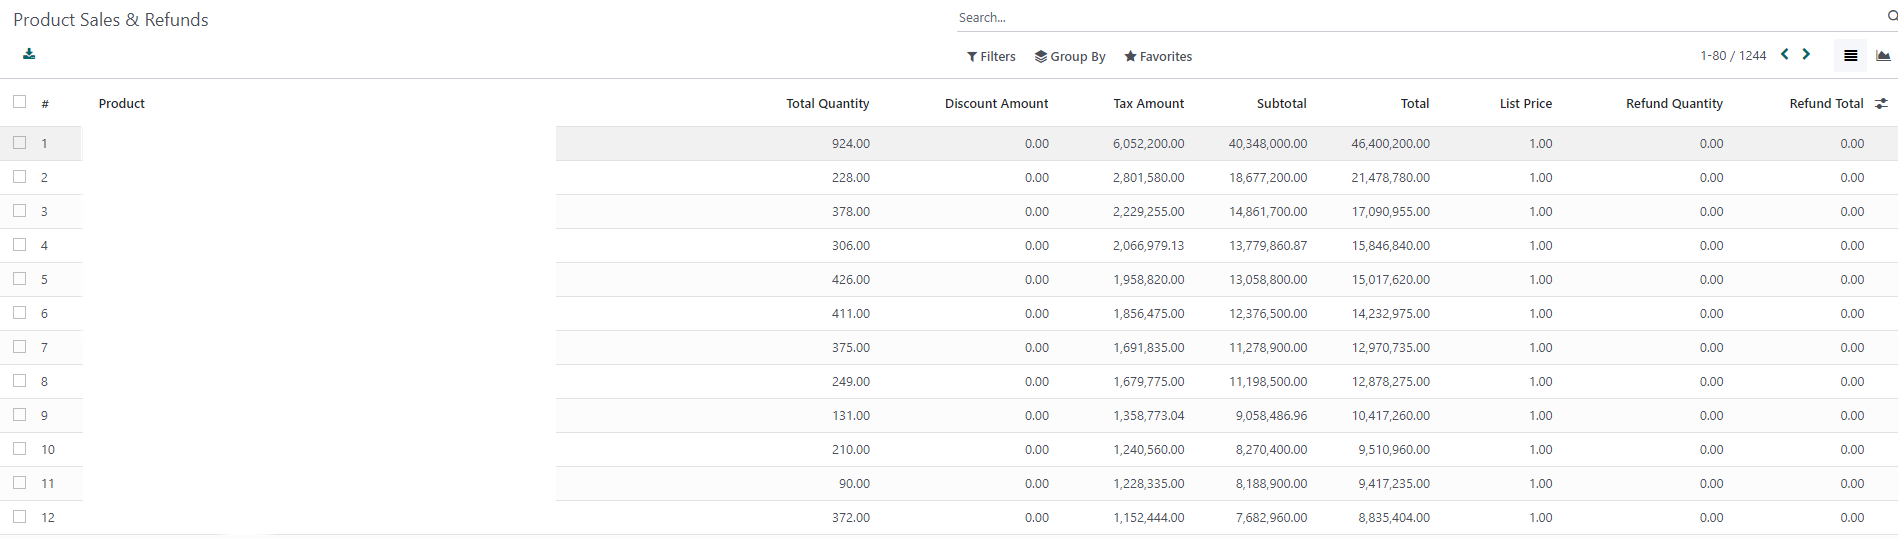 Product Sales & Refunds
Search...
Filters Group By Favorites 1-80 / 1244
# Product Total Quantity Discount Amount Tax Amount Subtotal Total List Price Refund Quantity Refund Total
1 924.00 0.00 6,052,200.00 40,348,000.00 46,400,200.00 1.00 0.00 0.00
2 228.00 0.00 2,801,580.00 18,677,200.00 21,478,780.00 1.00 0.00 0.00
3 378.00 0.00 2,229,255.00 14,861,700.00 17,090,955.00 1.00 0.00 0.00
4 306.00 0.00 2,066,979.13 13,779,860.87 15,846,840.00 1.00 0.00 0.00
5 426.00 0.00 1,958,820.00 13,058,800.00 15,017,620.00 1.00 0.00 0.00
6 411.00 0.00 1,856,475.00 12,376,500.00 14,232,975.00 1.00 0.00 0.00
7 375.00 0.00 1,691,835.00 11,278,900.00 12,970,735.00 1.00 0.00 0.00
8 249.00 0.00 1,679,775.00 11,198,500.00 12,878,275.00 1.00 0.00 0.00
9 131.00 0.00 1,358,773.04 9,058,486.96 10,417,260.00 1.00 0.00 0.00
10 210.00 0.00 1,240,560.00 8,270,400.00 9,510,960.00 1.00 0.00 0.00
11 90.00 0.00 1,228,335.00 8,188,900.00 9,417,235.00 1.00 0.00 0.00
12 372.00 0.00 1,152,444.00 7,682,960.00 8,835,404.00 1.00 0.00 0.00